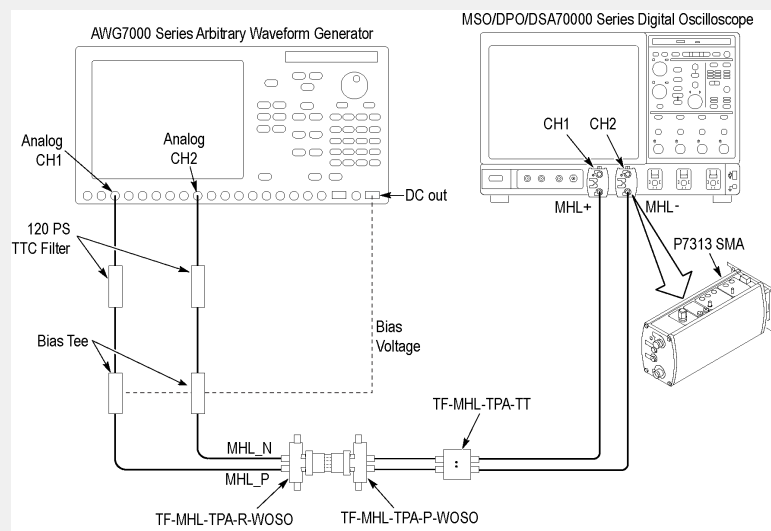 MSO/DPO/DSA70000 Series Digital Oscilloscope
AWG7000 Series Arbitrary Waveform Generator
Analog
CH1
Analog
CH2
CH1
CH2
DC out
MHL+
MHL-
120 PS
TTC Filter
P7313 SMA
Bias
Voltage
Bias Tee
TF-MHL-TPA-TT
MHL_N
MHL_P
TF-MHL-TPA-R-WOSO
TF-MHL-TPA-P-WOSO